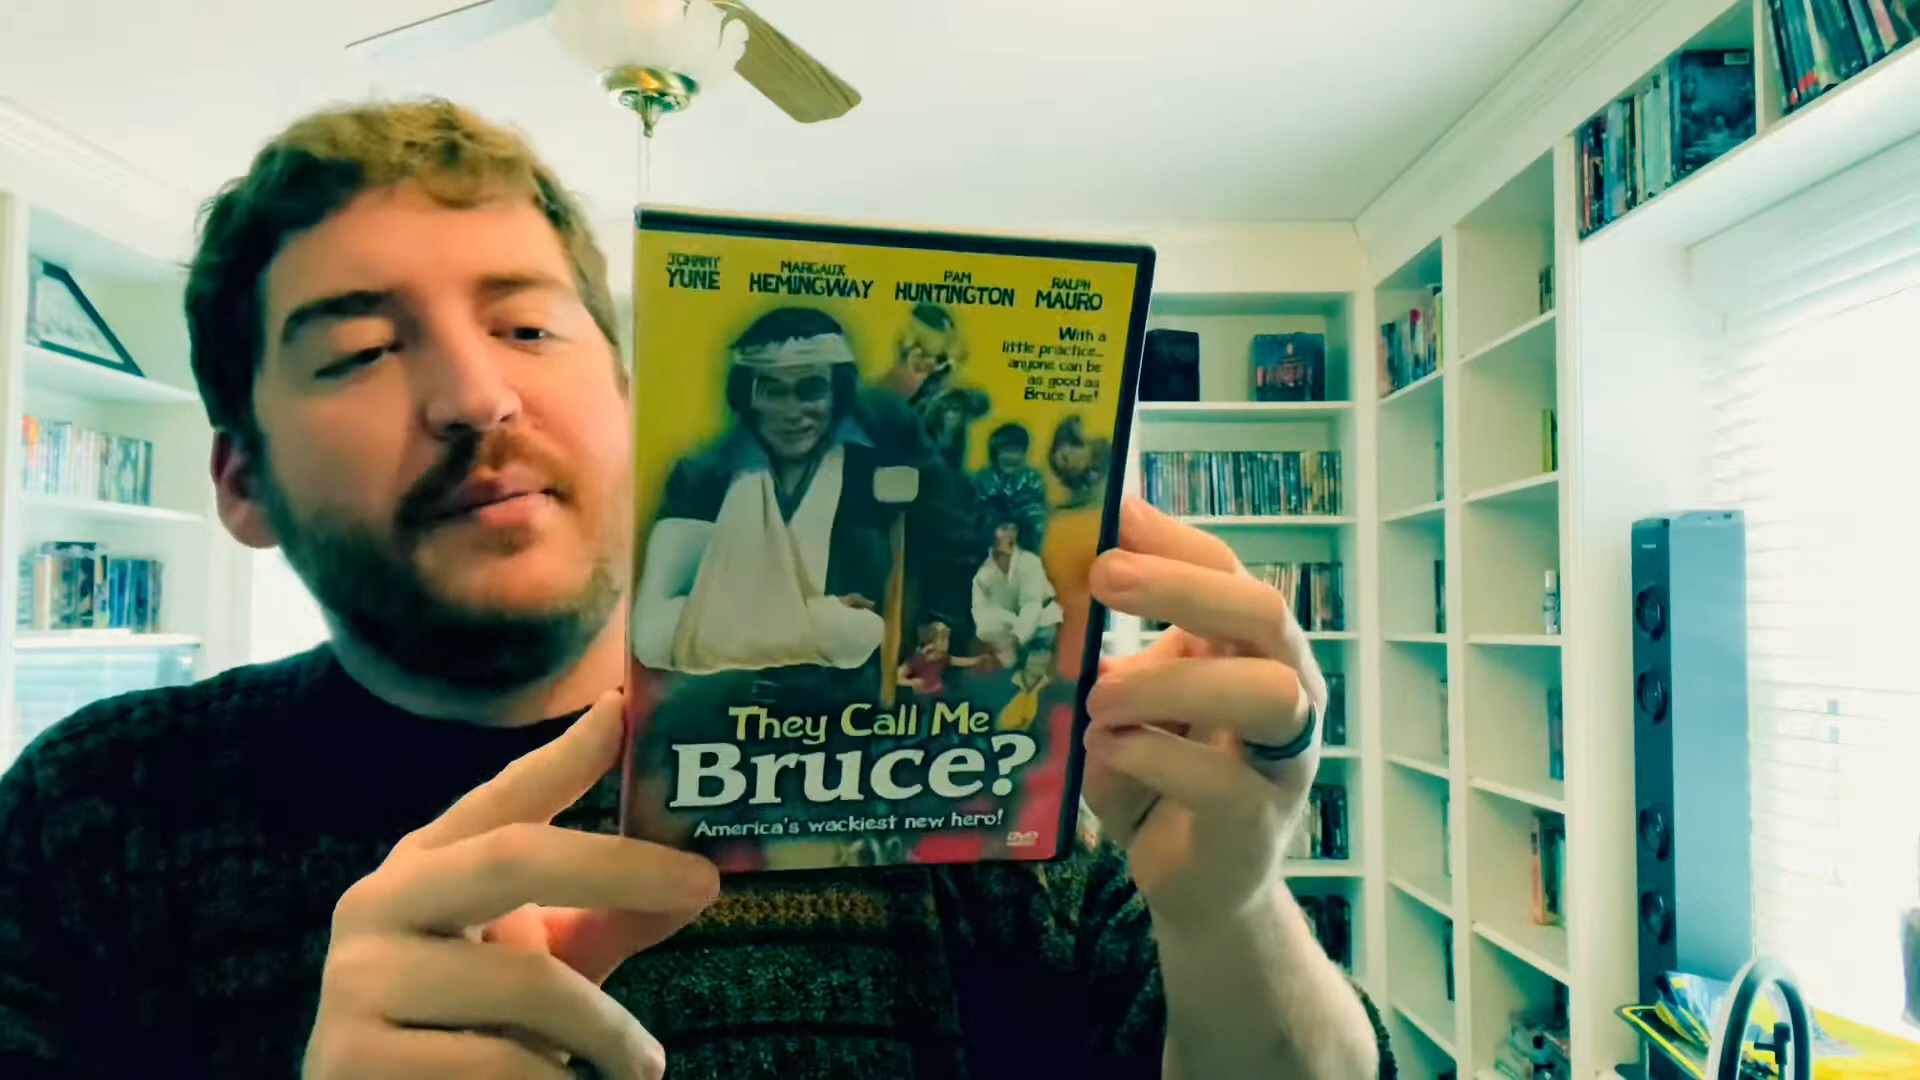 JOHNNY
YUNE
MARGAUX
HEMINGWAY
PAM
HUNTINGTON
RALPH
MAURO
With a
little practice...
anyone can be
as good as
Bruce Lee!
They Call Me
Bruce?
America's wackiest new hero!
DVD